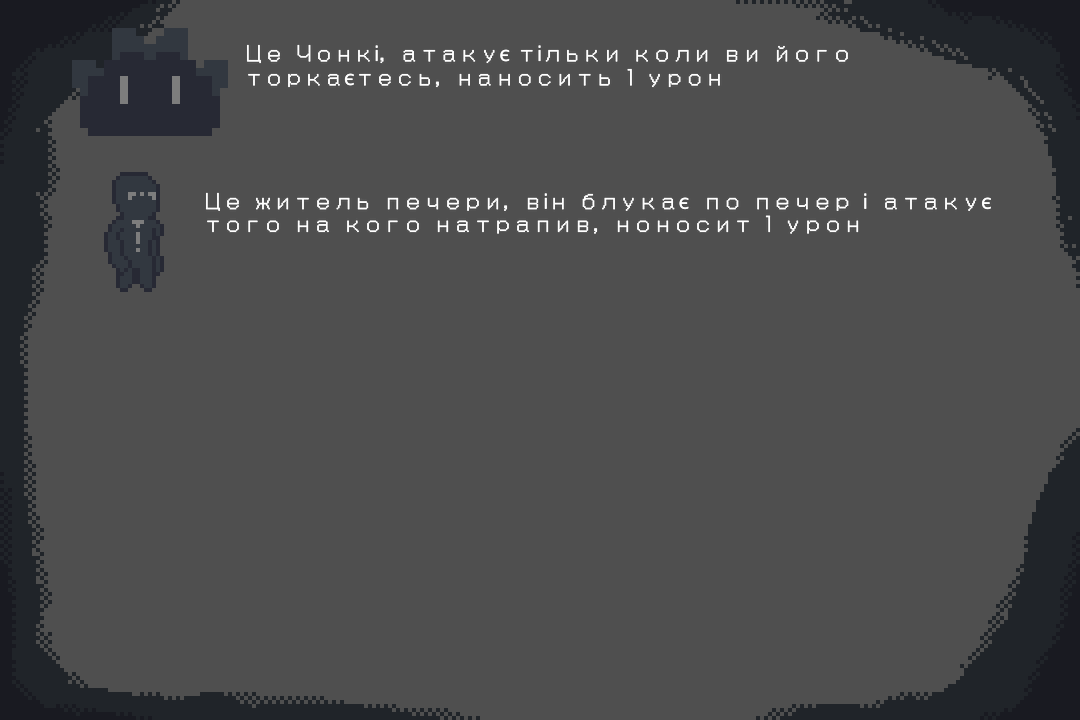 Це Чонкі, атакує тільки коли ви його
торкаєтесь, наносить 1 урон
Це житель печери, він блукає по печер і атакує
того на кого натрапив, ноносит 1 урон